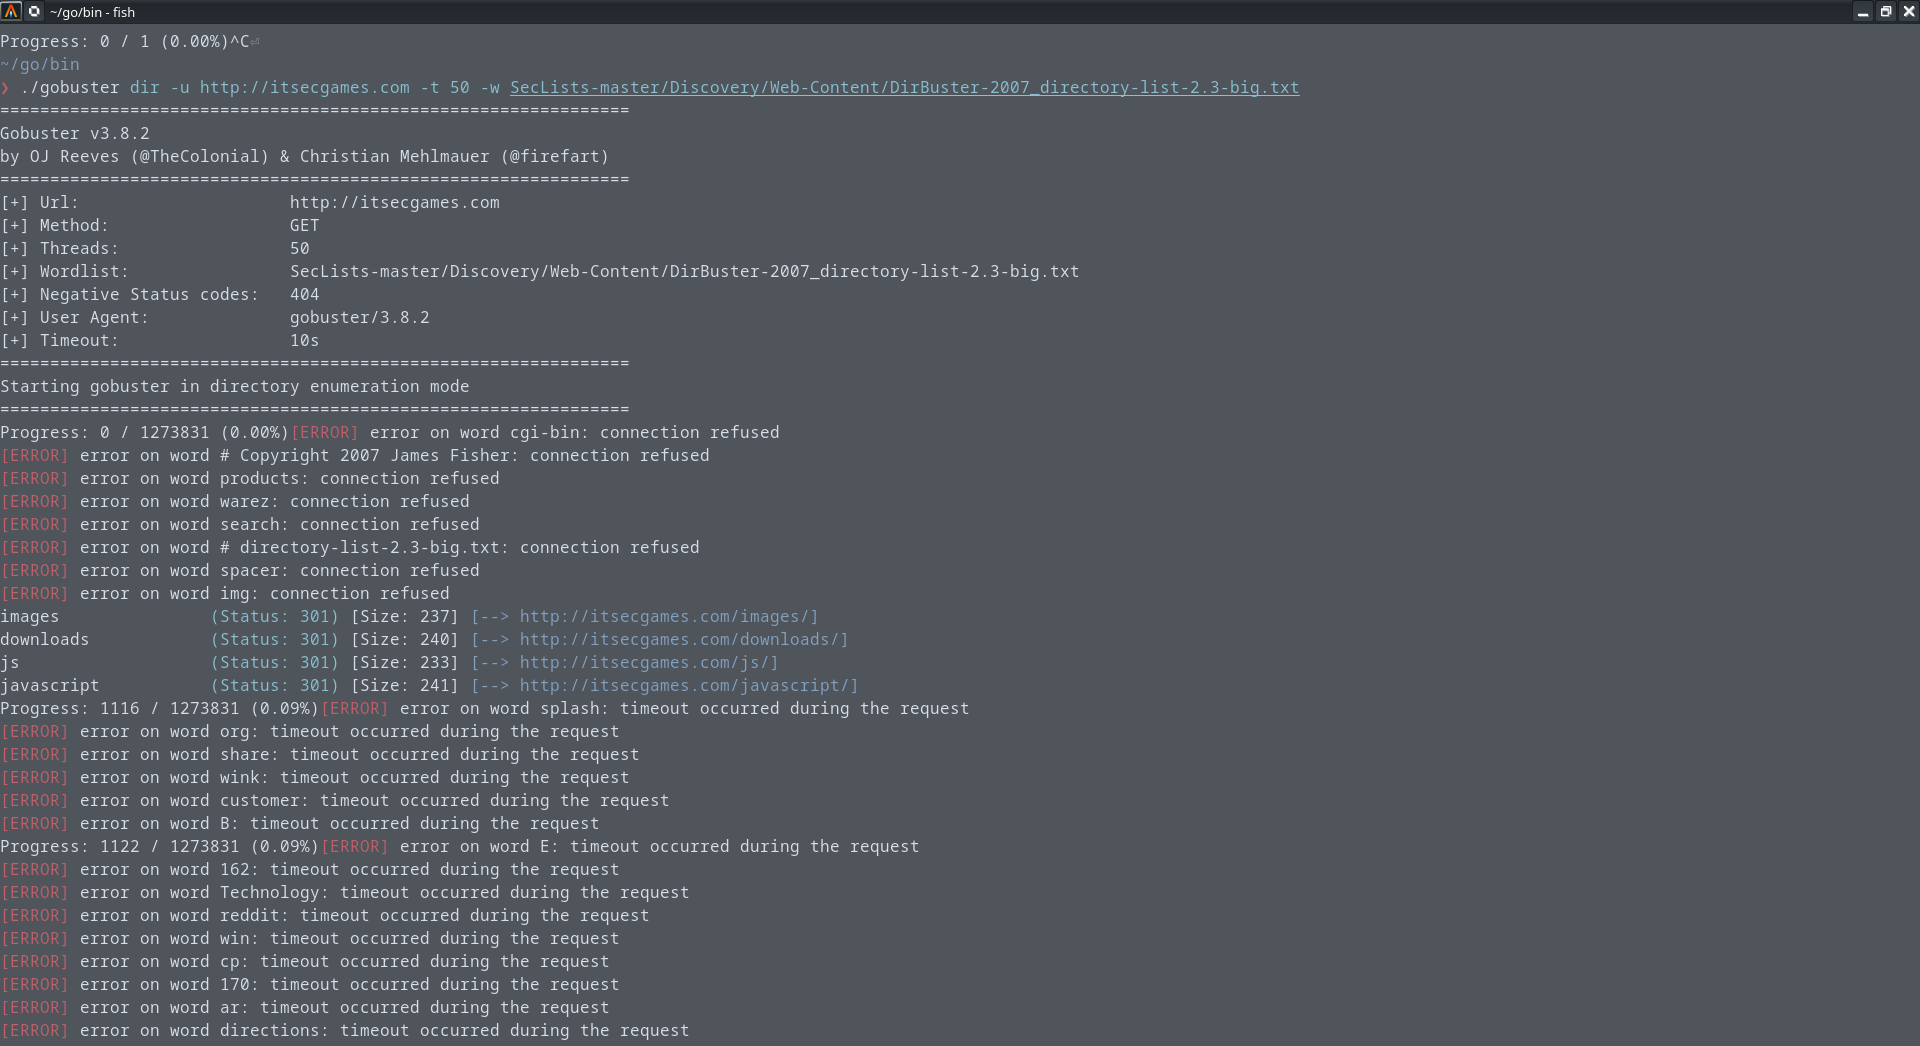 ~/go/bin - fish
Progress: 0 / 1 (0.00%)^C⏎
~/go/bin
❯ ./gobuster dir -u http://itsecgames.com -t 50 -w SecLists-master/Discovery/Web-Content/DirBuster-2007_directory-list-2.3-big.txt
===============================================================
Gobuster v3.8.2
by OJ Reeves (@TheColonial) & Christian Mehlmauer (@firefart)
===============================================================
[+] Url:                     http://itsecgames.com
[+] Method:                  GET
[+] Threads:                 50
[+] Wordlist:                SecLists-master/Discovery/Web-Content/DirBuster-2007_directory-list-2.3-big.txt
[+] Negative Status codes:   404
[+] User Agent:              gobuster/3.8.2
[+] Timeout:                 10s
===============================================================
Starting gobuster in directory enumeration mode
===============================================================
Progress: 0 / 1273831 (0.00%)[ERROR] error on word cgi-bin: connection refused
[ERROR] error on word # Copyright 2007 James Fisher: connection refused
[ERROR] error on word products: connection refused
[ERROR] error on word warez: connection refused
[ERROR] error on word search: connection refused
[ERROR] error on word # directory-list-2.3-big.txt: connection refused
[ERROR] error on word spacer: connection refused
[ERROR] error on word img: connection refused
images               (Status: 301) [Size: 237] [--> http://itsecgames.com/images/]
downloads            (Status: 301) [Size: 240] [--> http://itsecgames.com/downloads/]
js                   (Status: 301) [Size: 233] [--> http://itsecgames.com/js/]
javascript           (Status: 301) [Size: 241] [--> http://itsecgames.com/javascript/]
Progress: 1116 / 1273831 (0.09%)[ERROR] error on word splash: timeout occurred during the request
[ERROR] error on word org: timeout occurred during the request
[ERROR] error on word share: timeout occurred during the request
[ERROR] error on word wink: timeout occurred during the request
[ERROR] error on word customer: timeout occurred during the request
[ERROR] error on word B: timeout occurred during the request
Progress: 1122 / 1273831 (0.09%)[ERROR] error on word E: timeout occurred during the request
[ERROR] error on word 162: timeout occurred during the request
[ERROR] error on word Technology: timeout occurred during the request
[ERROR] error on word reddit: timeout occurred during the request
[ERROR] error on word win: timeout occurred during the request
[ERROR] error on word cp: timeout occurred during the request
[ERROR] error on word 170: timeout occurred during the request
[ERROR] error on word ar: timeout occurred during the request
[ERROR] error on word directions: timeout occurred during the request